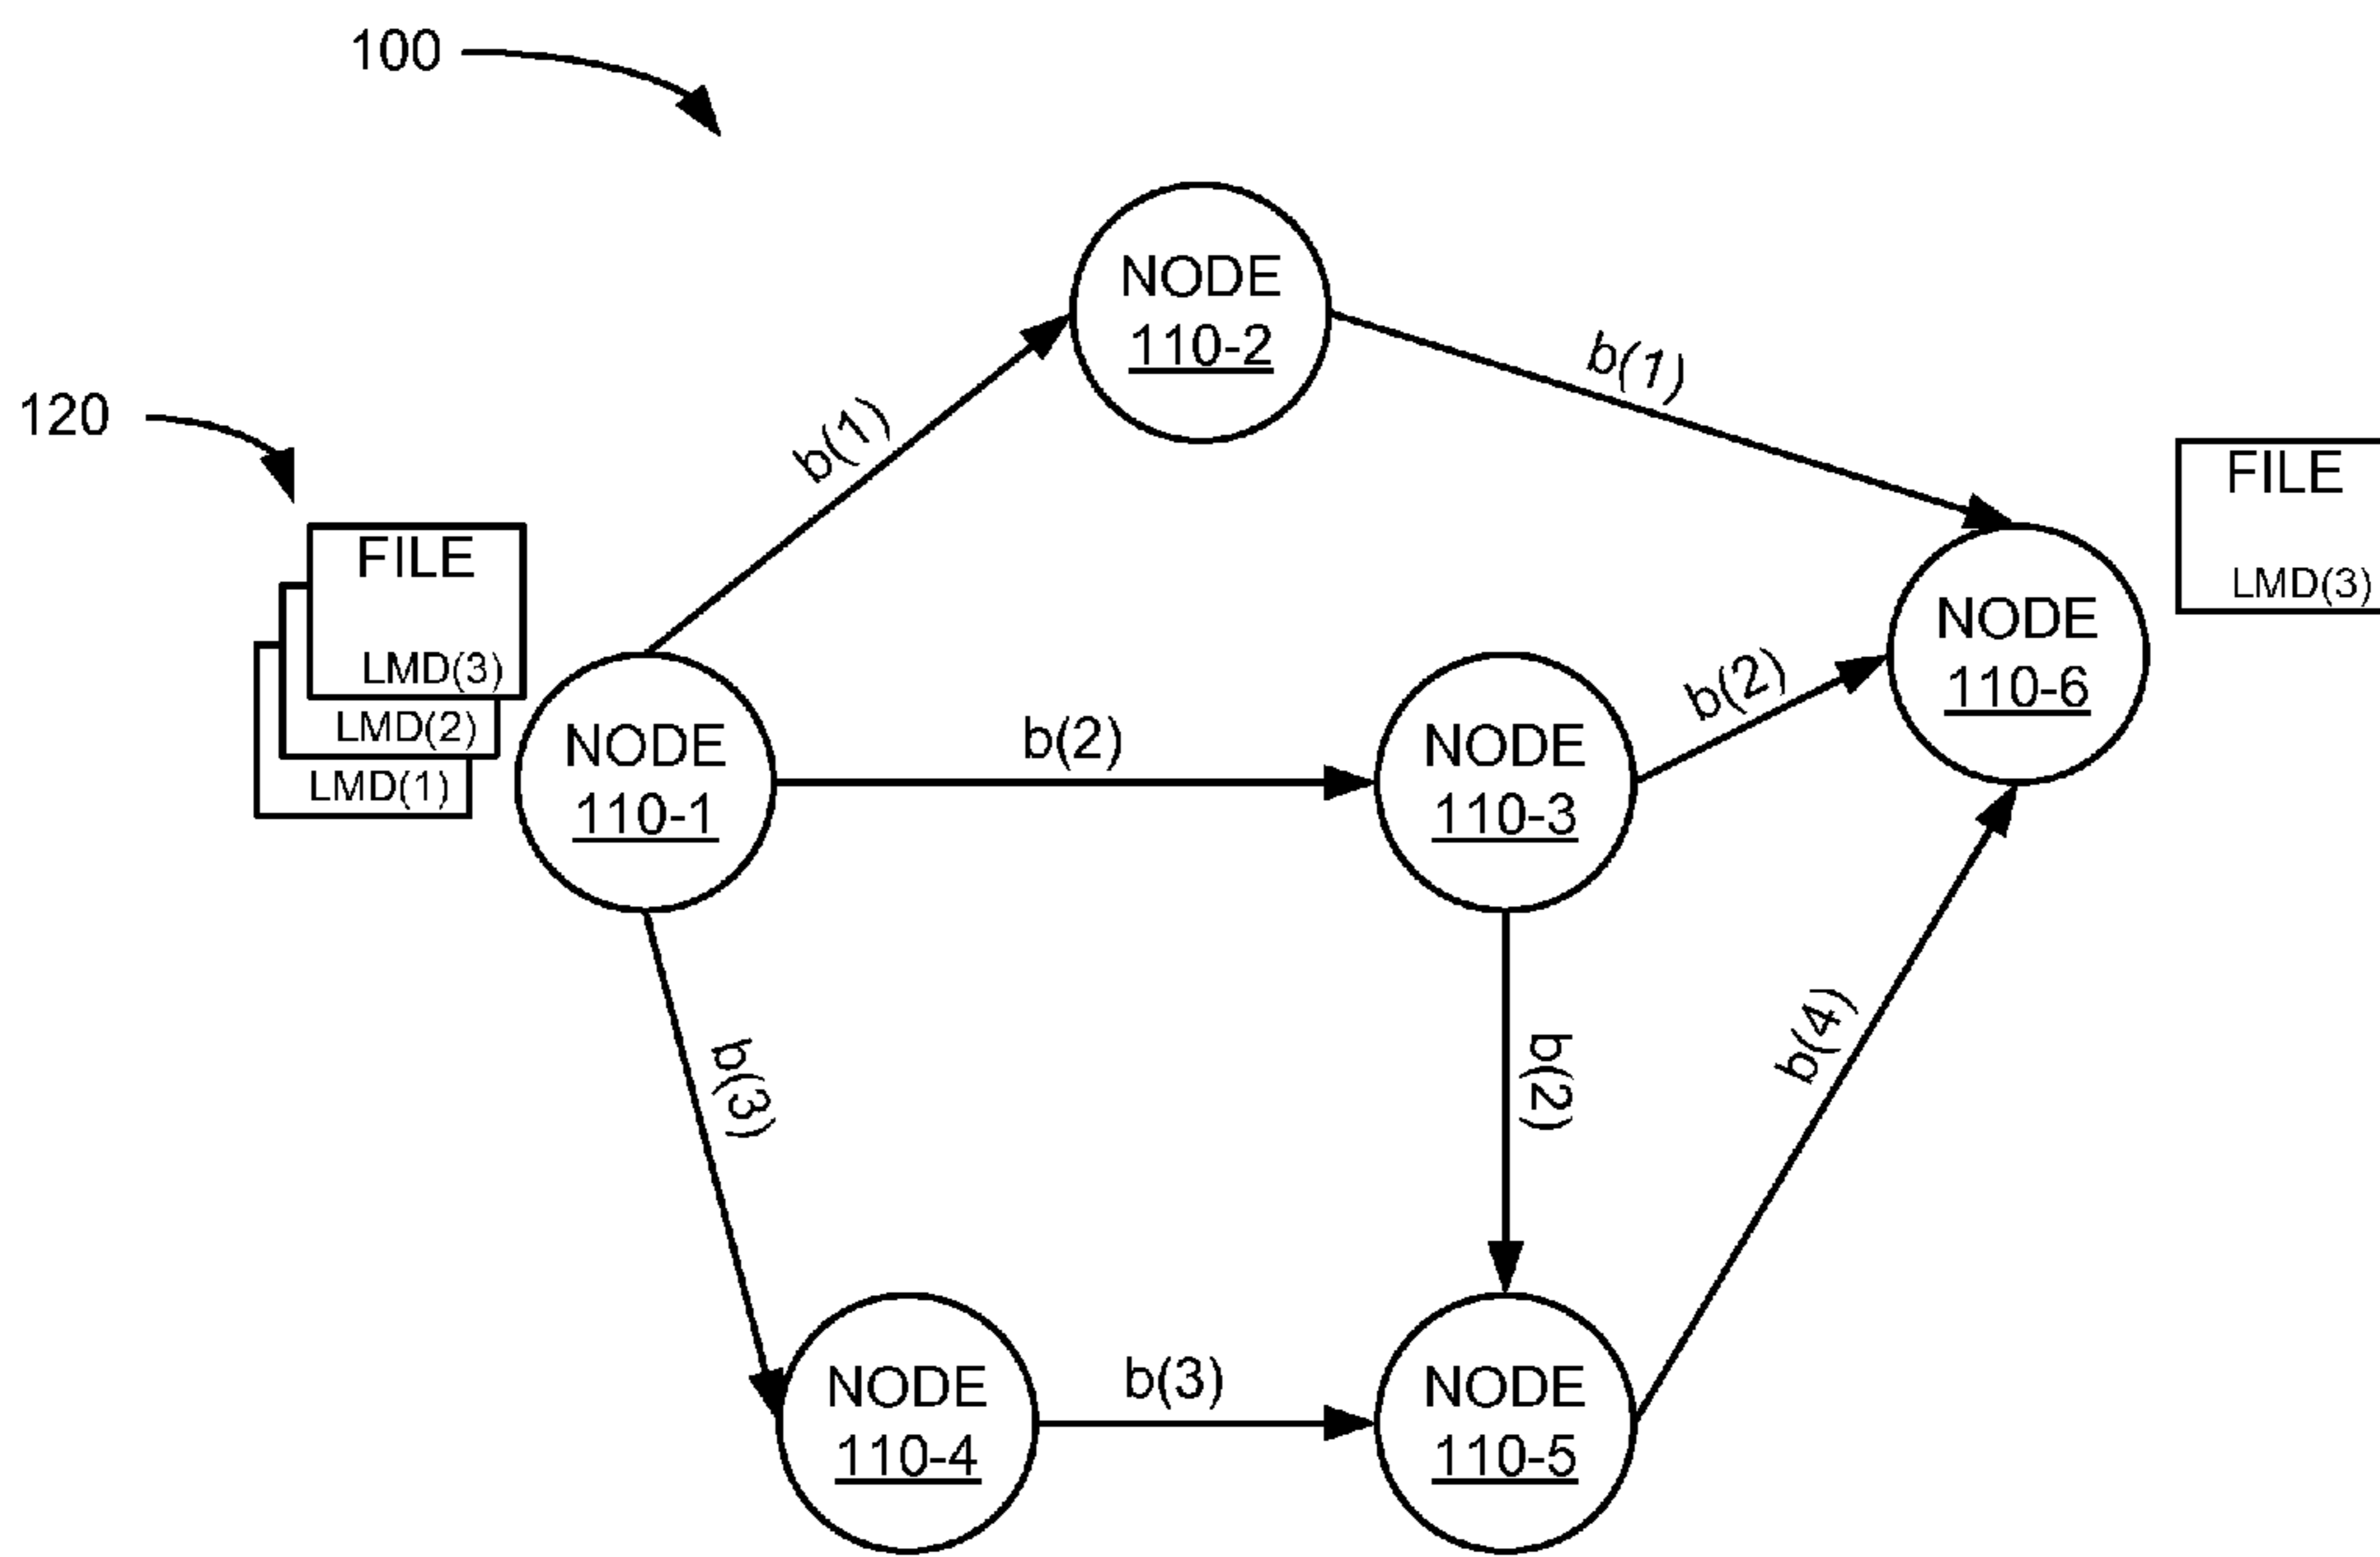 100
NODE
110-2
b(1)
b(1)
120
FILE
LMD(3)
LMD(2)
LMD(1)
FILE
LMD(3)
NODE
110-6
NODE
110-1
b(2)
NODE
110-3
b(2)
b(3)
b(2)
b(4)
NODE
110-4
b(3)
NODE
110-5